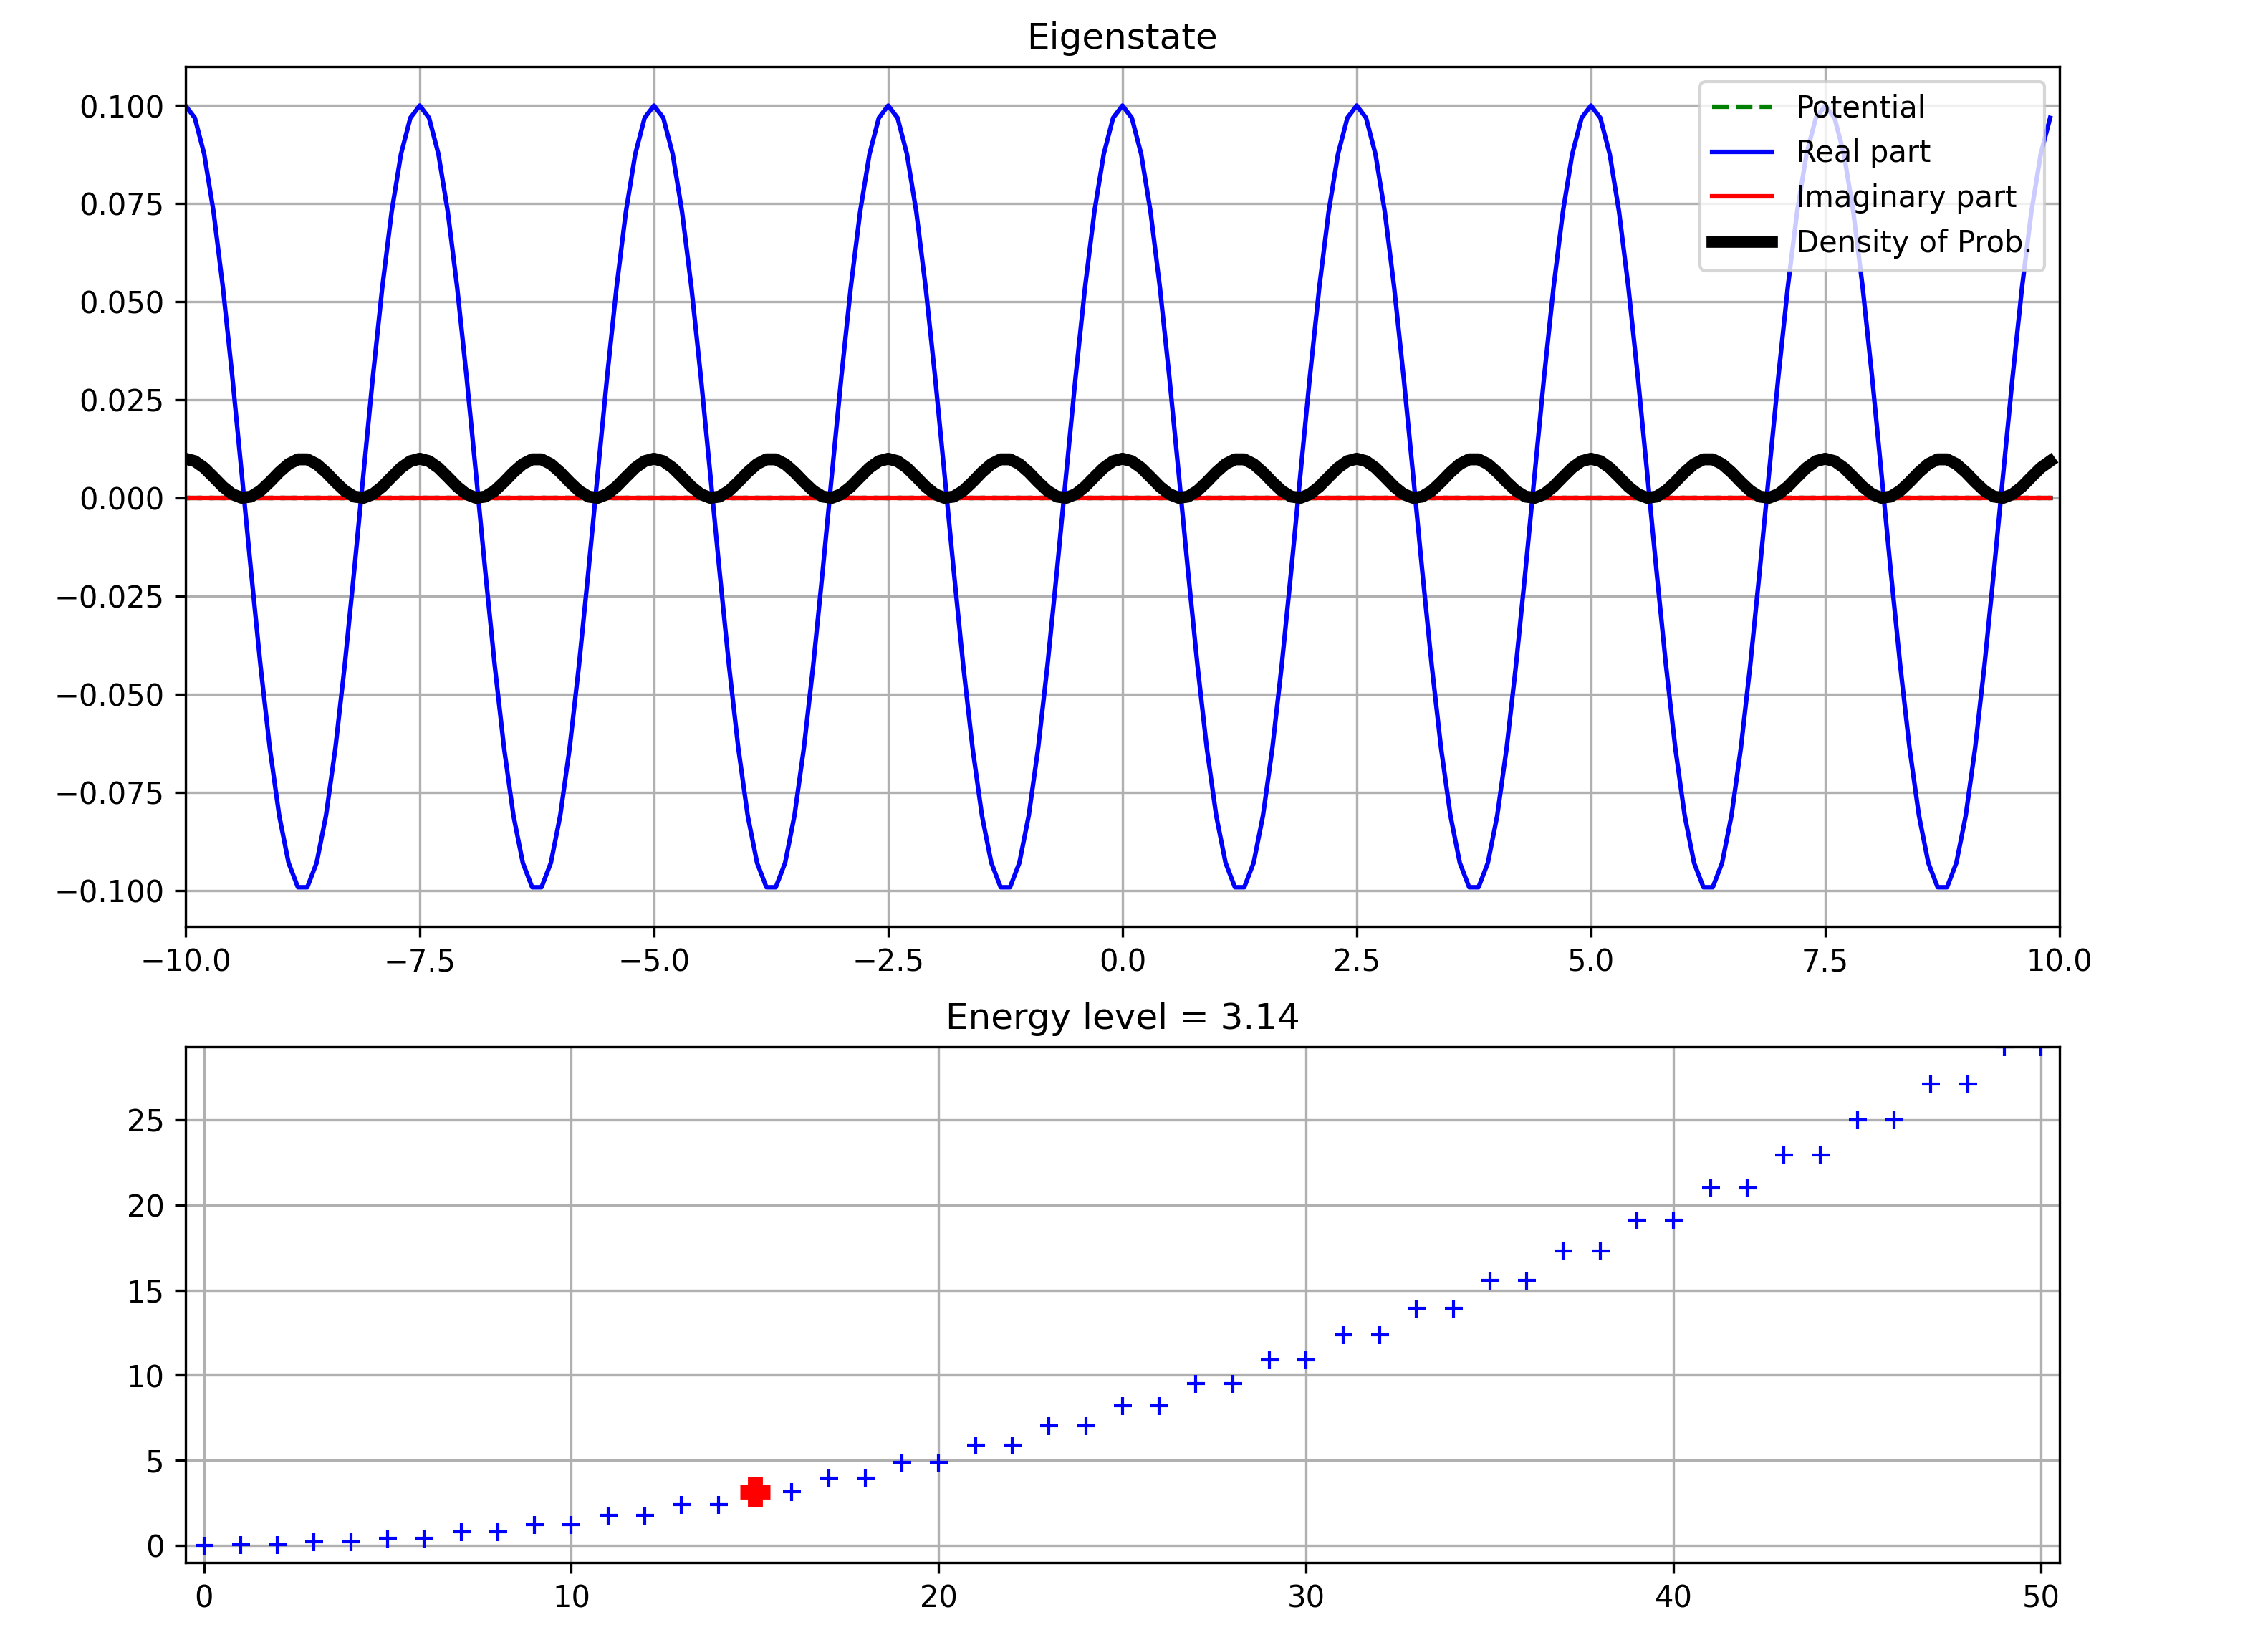 Eigenstate
0.100
0.075
0.050
0.025
0.000
−0.025
−0.050
−0.075
−0.100
Potential
Real part
Imaginary part
Density of Prob.
−10.0 −7.5 −5.0 −2.5 0.0 2.5 5.0 7.5 10.0
Energy level = 3.14
25
20
15
10
5
0
0 10 20 30 40 50